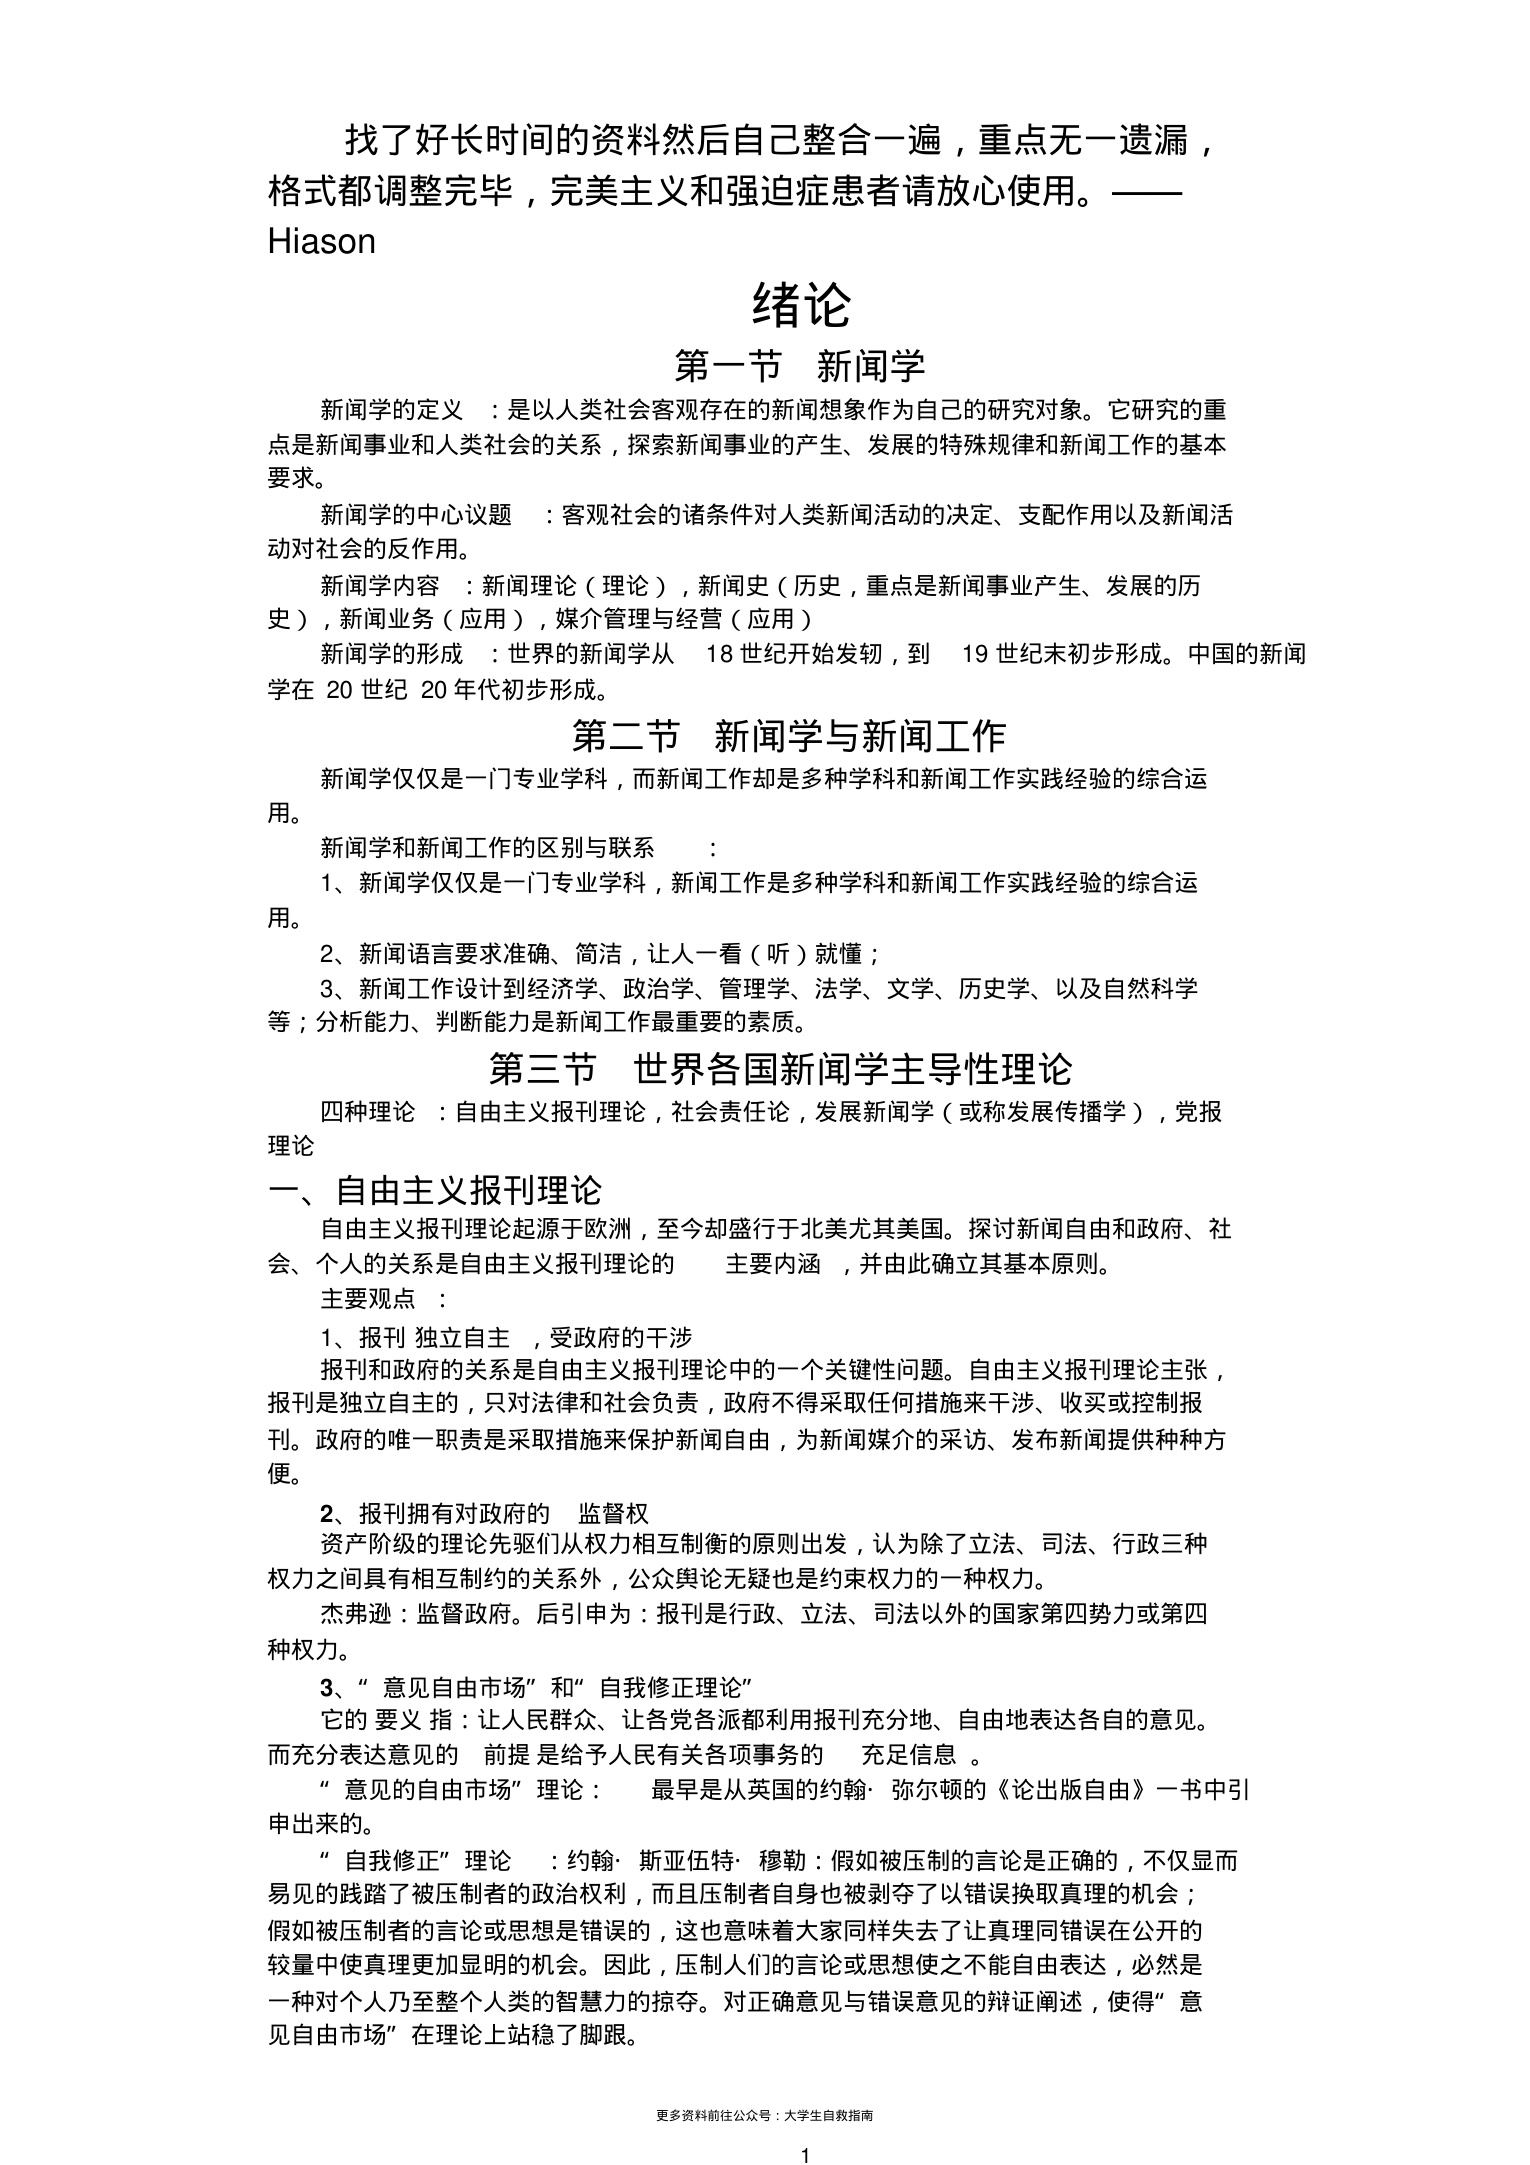 找了好长时间的资料然后自己整合一遍，重点无一遗漏，
格式都调整完毕，完美主义和强迫症患者请放心使用。——
Hiason
绪论
第一节 新闻学
新闻学的定义 ：是以人类社会客观存在的新闻想象作为自己的研究对象。它研究的重
点是新闻事业和人类社会的关系，探索新闻事业的产生、发展的特殊规律和新闻工作的基本
要求。
新闻学的中心议题 ：客观社会的诸条件对人类新闻活动的决定、支配作用以及新闻活
动对社会的反作用。
新闻学内容 ：新闻理论（理论），新闻史（历史，重点是新闻事业产生、发展的历
史），新闻业务（应用），媒介管理与经营（应用）
新闻学的形成 ：世界的新闻学从 18 世纪开始发轫，到 19 世纪末初步形成。中国的新闻
学在 20 世纪 20 年代初步形成。
第二节 新闻学与新闻工作
新闻学仅仅是一门专业学科，而新闻工作却是多种学科和新闻工作实践经验的综合运
用。
新闻学和新闻工作的区别与联系 ：
1、新闻学仅仅是一门专业学科，新闻工作是多种学科和新闻工作实践经验的综合运
用。
2、新闻语言要求准确、简洁，让人一看（听）就懂；
3、新闻工作设计到经济学、政治学、管理学、法学、文学、历史学、以及自然科学
等；分析能力、判断能力是新闻工作最重要的素质。
第三节 世界各国新闻学主导性理论
四种理论 ：自由主义报刊理论，社会责任论，发展新闻学（或称发展传播学），党报
理论
一、自由主义报刊理论
自由主义报刊理论起源于欧洲，至今却盛行于北美尤其美国。探讨新闻自由和政府、社
会、个人的关系是自由主义报刊理论的 主要内涵 ，并由此确立其基本原则。
主要观点 ：
1、报刊 独立自主 ，受政府的干涉
报刊和政府的关系是自由主义报刊理论中的一个关键性问题。自由主义报刊理论主张，
报刊是独立自主的，只对法律和社会负责，政府不得采取任何措施来干涉、收买或控制报
刊。政府的唯一职责是采取措施来保护新闻自由，为新闻媒介的采访、发布新闻提供种种方
便。
2、报刊拥有对政府的 监督权
资产阶级的理论先驱们从权力相互制衡的原则出发，认为除了立法、司法、行政三种
权力之间具有相互制约的关系外，公众舆论无疑也是约束权力的一种权力。
杰弗逊：监督政府。后引申为：报刊是行政、立法、司法以外的国家第四势力或第四
种权力。
3、“ 意见自由市场” 和“ 自我修正理论”
它的 要义 指：让人民群众、让各党各派都利用报刊充分地、自由地表达各自的意见。
而充分表达意见的 前提 是给予人民有关各项事务的 充足信息 。
“ 意见的自由市场” 理论： 最早是从英国的约翰· 弥尔顿的《论出版自由》一书中引
申出来的。
“ 自我修正” 理论 ：约翰· 斯亚伍特· 穆勒：假如被压制的言论是正确的，不仅显而
易见的践踏了被压制者的政治权利，而且压制者自身也被剥夺了以错误换取真理的机会；
假如被压制者的言论或思想是错误的，这也意味着大家同样失去了让真理同错误在公开的
较量中使真理更加显明的机会。因此，压制人们的言论或思想使之不能自由表达，必然是
一种对个人乃至整个人类的智慧力的掠夺。对正确意见与错误意见的辩证阐述，使得“ 意
见自由市场” 在理论上站稳了脚跟。
更多资料前往公众号：大学生自救指南
1